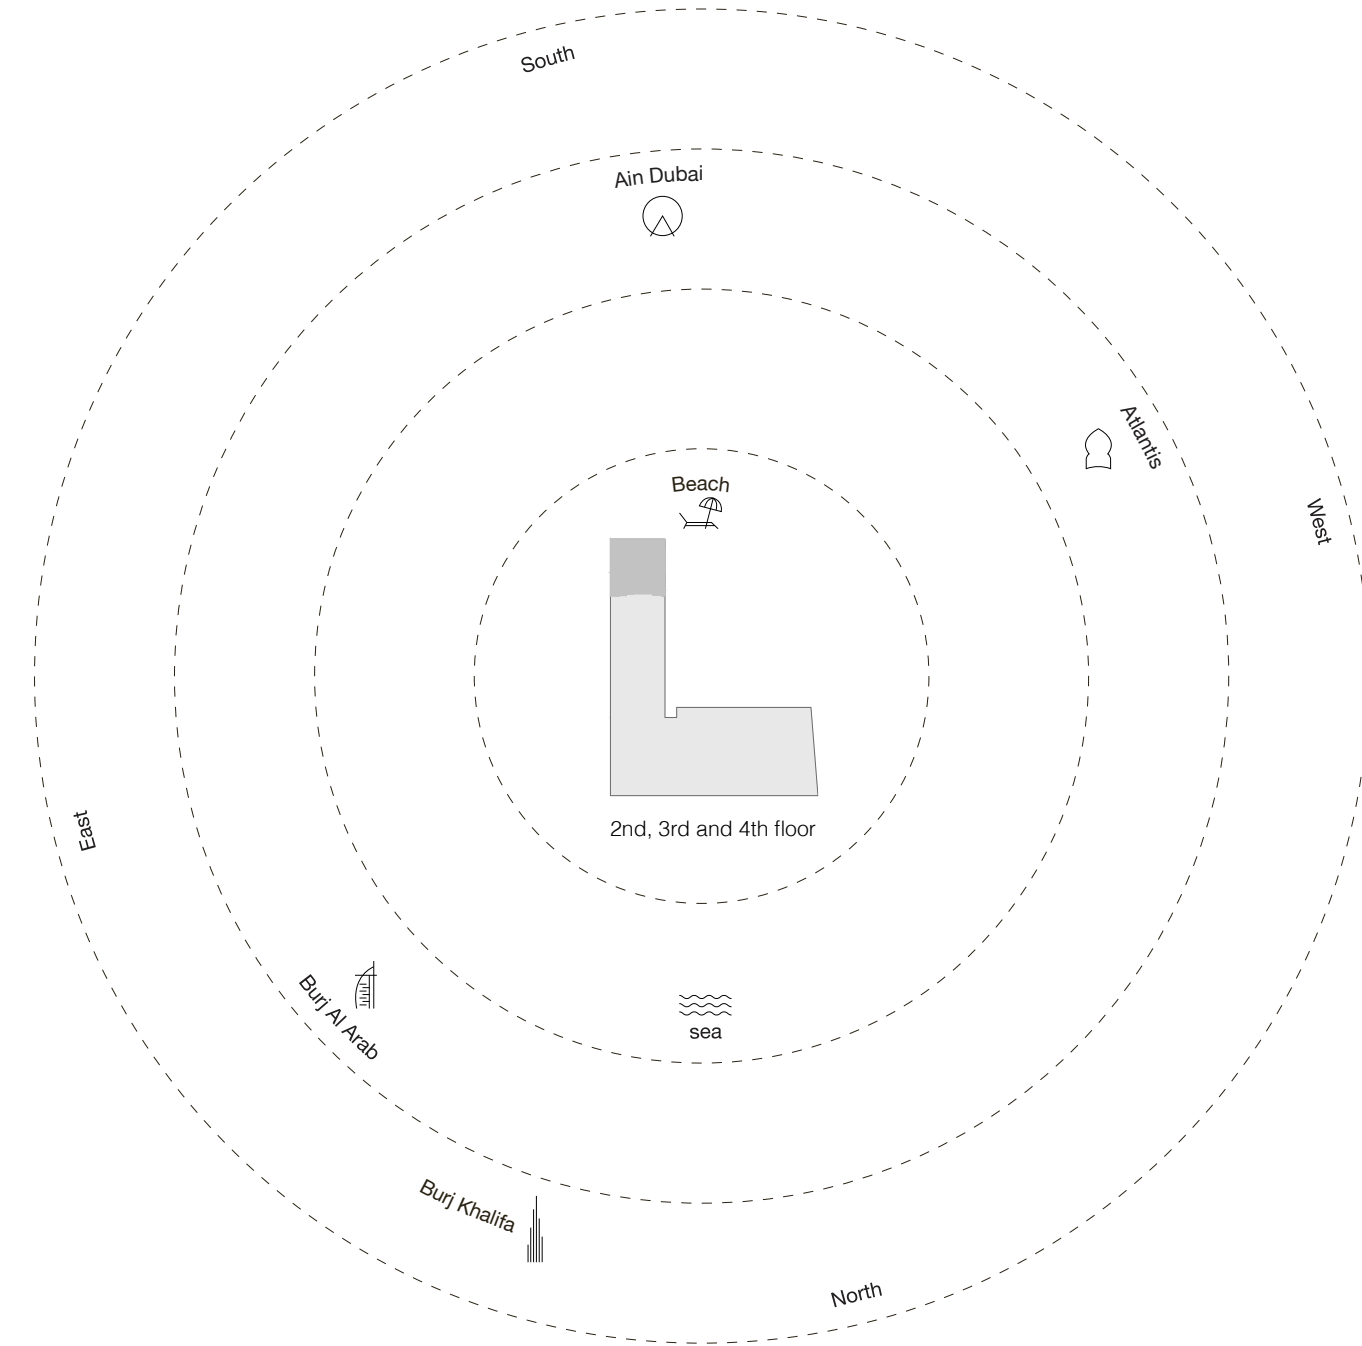 South
Ain Dubai
Atlantis
Beach
West
East
2nd, 3rd and 4th floor
Burj Al Arab
sea
Burj Khalifa
North